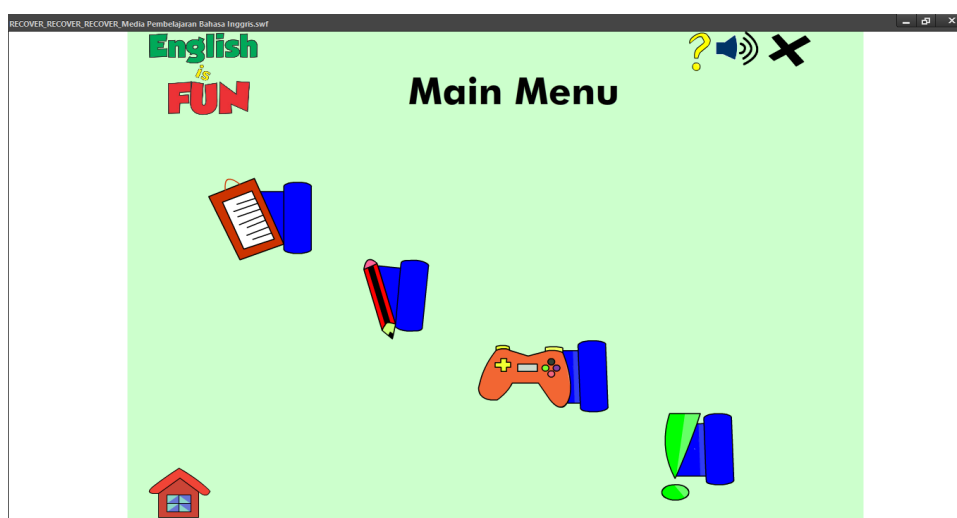 RECOVER_RECOVER_RECOVER_Media Pembelajaran Bahasa Inggris.swf
English
is
FUN
Main Menu